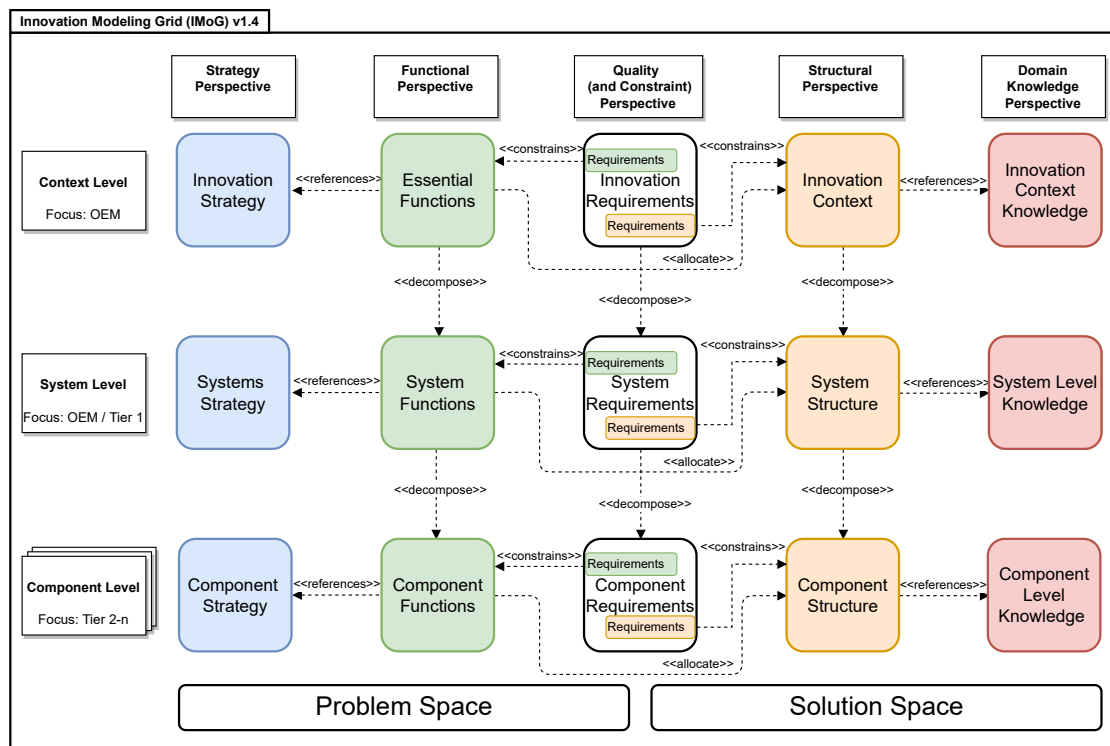 Innovation Modeling Grid (IMoG) v1.4
Strategy
Perspective
Functional
Perspective
Quality
(and Constraint)
Perspective
Structural
Perspective
Domain
Knowledge
Perspective
Context Level
Focus: OEM
Innovation
Strategy
<<references>>
Essential
Functions
<<constrains>>
Requirements
Innovation
Requirements
Requirements
<<constrains>>
<<allocate>>
Innovation
Context
<<references>>
Innovation
Context
Knowledge
<<decompose>>
<<decompose>>
<<decompose>>
System Level
Focus: OEM / Tier 1
Systems
Strategy
<<references>>
System
Functions
<<constrains>>
Requirements
System
Requirements
Requirements
<<constrains>>
<<allocate>>
System
Structure
<<references>>
System Level
Knowledge
<<decompose>>
<<decompose>>
<<decompose>>
Component Level
Focus: Tier 2-n
Component
Strategy
<<references>>
Component
Functions
<<constrains>>
Requirements
Component
Requirements
Requirements
<<constrains>>
<<allocate>>
Component
Structure
<<references>>
Component
Level
Knowledge
Problem Space
Solution Space